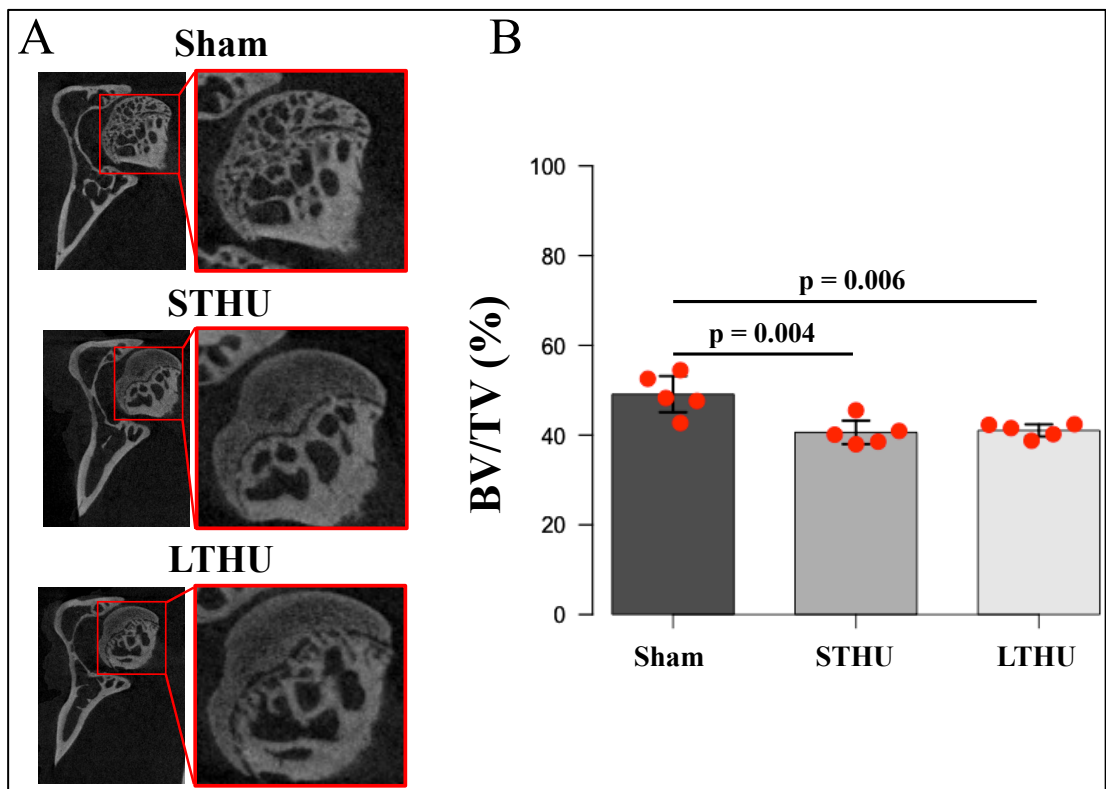 A
Sham
STHU
LTHU
B
BV/TV (%)
100
80
60
40
20
0
p = 0.006
p = 0.004
Sham
STHU
LTHU